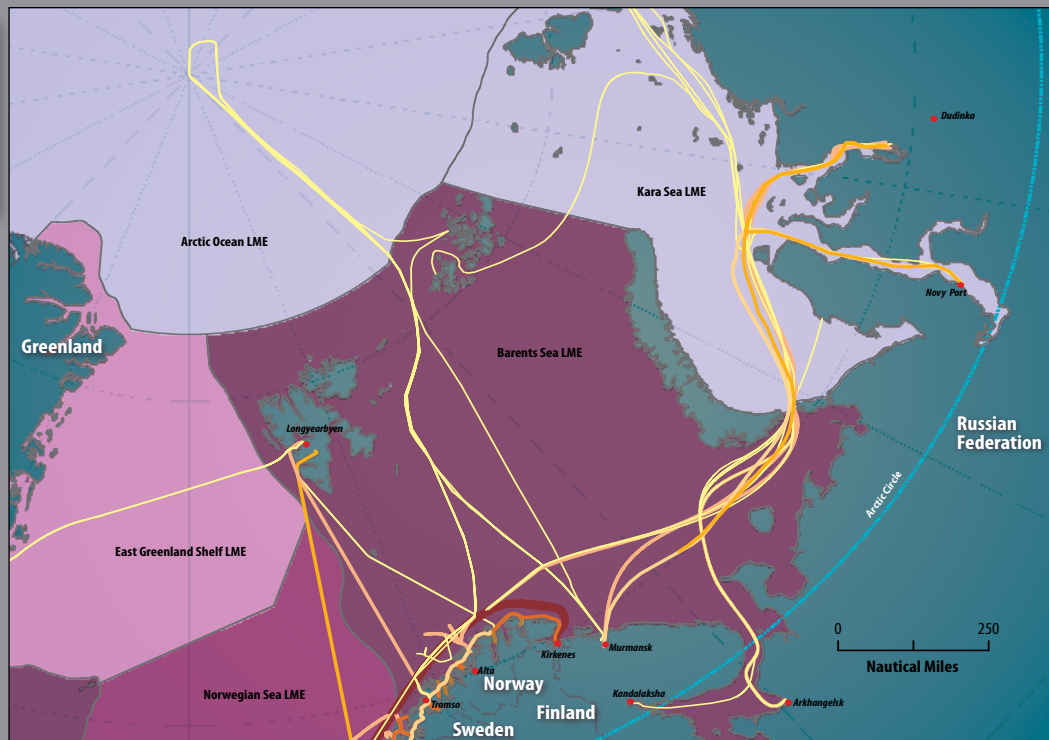 Dudinka
Kara Sea LME
Arctic Ocean LME
Novy Port
Greenland
Barents Sea LME
Longyearbyen
Russian
Federation
Arctic Circle
East Greenland Shelf LME
0 250
Nautical Miles
Kirkenes
Murmansk
Alta
Norway
Norwegian Sea LME
Kandalaksha
Tromso
Arkhangelsk
Finland
Sweden